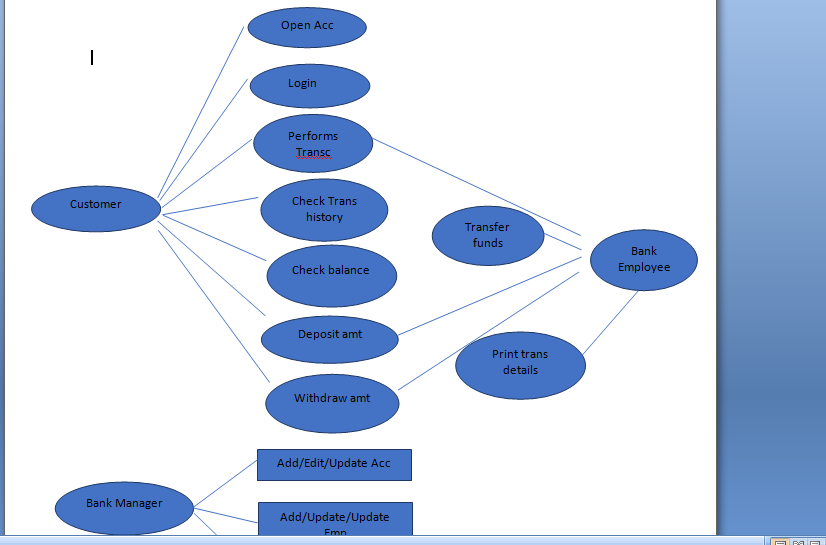 Open Acc
Login
Performs
Transc
Customer
Check Trans
history
Transfer
funds
Bank
Employee
Check balance
Deposit amt
Print trans
details
Withdraw amt
Add/Edit/Update Acc
Bank Manager
Add/Update/Update
Emp